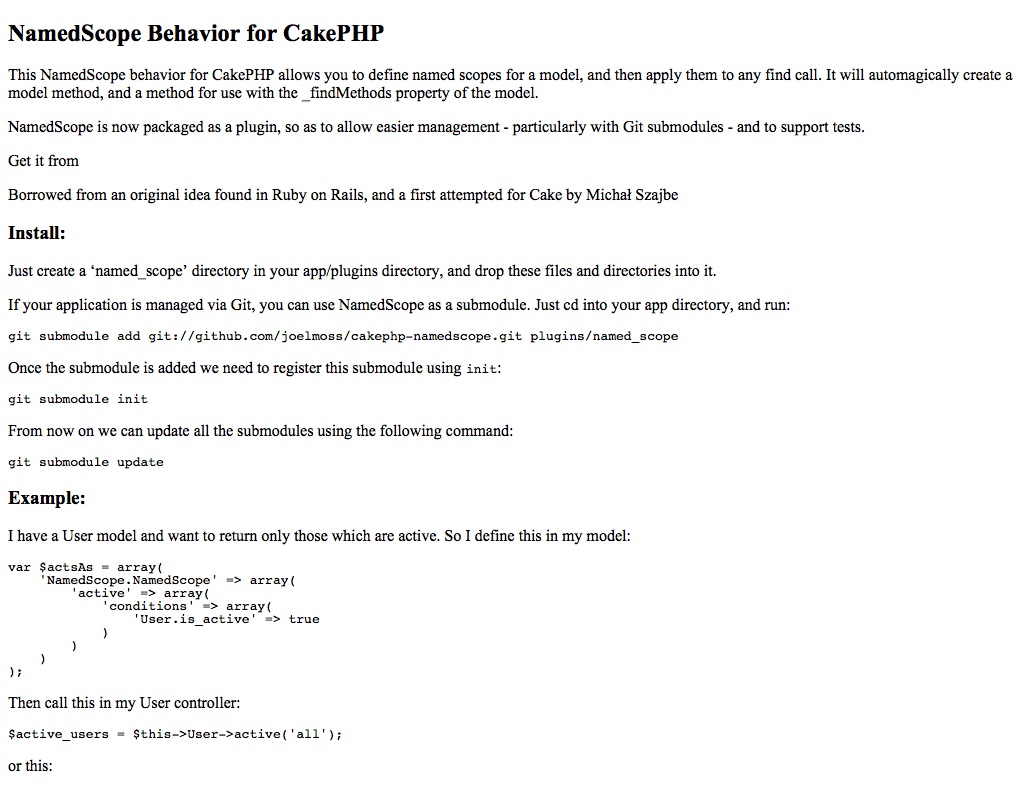 NamedScope Behavior for CakePHP
This NamedScope behavior for CakePHP allows you to define named scopes for a model, and then apply them to any find call. It will automagically create a
model method, and a method for use with the _findMethods property of the model.
NamedScope is now packaged as a plugin, so as to allow easier management - particularly with Git submodules - and to support tests.
Get it from
Borrowed from an original idea found in Ruby on Rails, and a first attempted for Cake by Michał Szajbe
Install:
Just create a ‘named_scope’ directory in your app/plugins directory, and drop these files and directories into it.
If your application is managed via Git, you can use NamedScope as a submodule. Just cd into your app directory, and run:
git submodule add git://github.com/joelmoss/cakephp-namedscope.git plugins/named_scope
Once the submodule is added we need to register this submodule using init:
git submodule init
From now on we can update all the submodules using the following command:
git submodule update
Example:
I have a User model and want to return only those which are active. So I define this in my model:
var $actsAs = array(
    'NamedScope.NamedScope' => array(
        'active' => array(
            'conditions' => array(
                'User.is_active' => true
            )
        )
    )
);
Then call this in my User controller:
$active_users = $this->User->active('all');
or this: